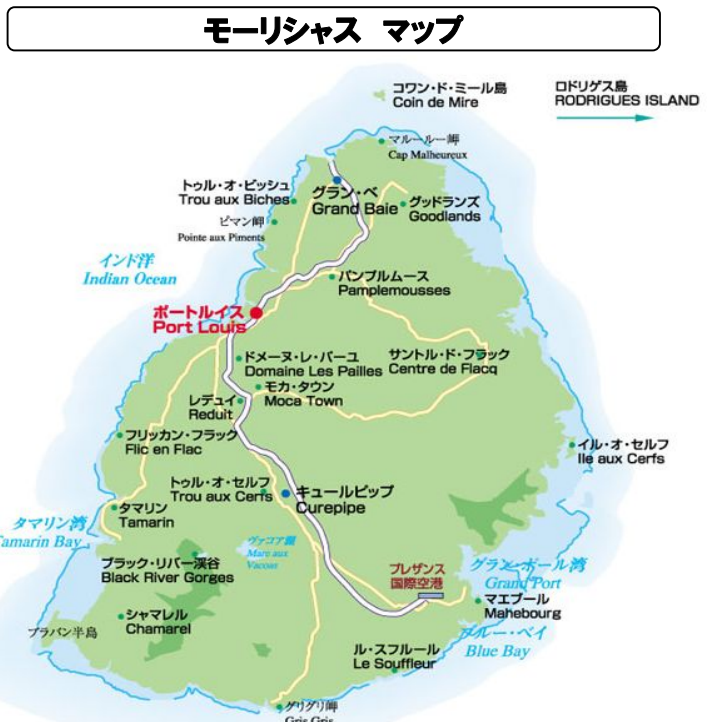 モーリシャス マップ
コワン・ド・ミール島
Coin de Mire
ロドリゲス島
RODRIGUES ISLAND
マルールー岬
Cap Malheureux
トゥル・オ・ビッシュ
Trou aux Biches
グラン・ベ
Grand Baie
グッドランズ
Goodlands
ピマン岬
Pointe aux Piments
インド洋
Indian Ocean
パンプルムース
Pamplemousses
ポートルイス
Port Louis
ドメーヌ・レ・パーユ
Domaine Les Pailles
サントル・ド・フラック
Centre de Flacq
モカ・タウン
Moca Town
レデュイ
Reduit
フリッカン・フラック
Flic en Flac
イル・オ・セルフ
Ile aux Cerfs
トゥル・オ・セルフ
Trou aux Cerfs
キュールピップ
Curepipe
タマリン
Tamarin
タマリン湾
Tamarin Bay
ヴァコア湖
Mare aux
Vacoas
ブラック・リバー渓谷
Black River Gorges
プレザンス
国際空港
グラン・ポール湾
Grand Port
マエブール
Mahebourg
シャマレル
Chamarel
ブラバン半島
ブルー・ベイ
Blue Bay
ル・スフルール
Le Souffleur
グリグリ岬
Gris Gris